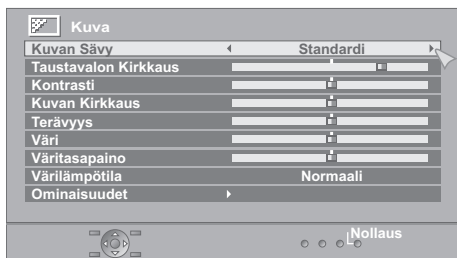 Kuva
Kuvan Sävy Standardi
Taustavalon Kirkkaus
Kontrasti
Kuvan Kirkkaus
Terävyys
Väri
Väritasapaino
Värilämpötila Normaali
Ominaisuudet
Nollaus